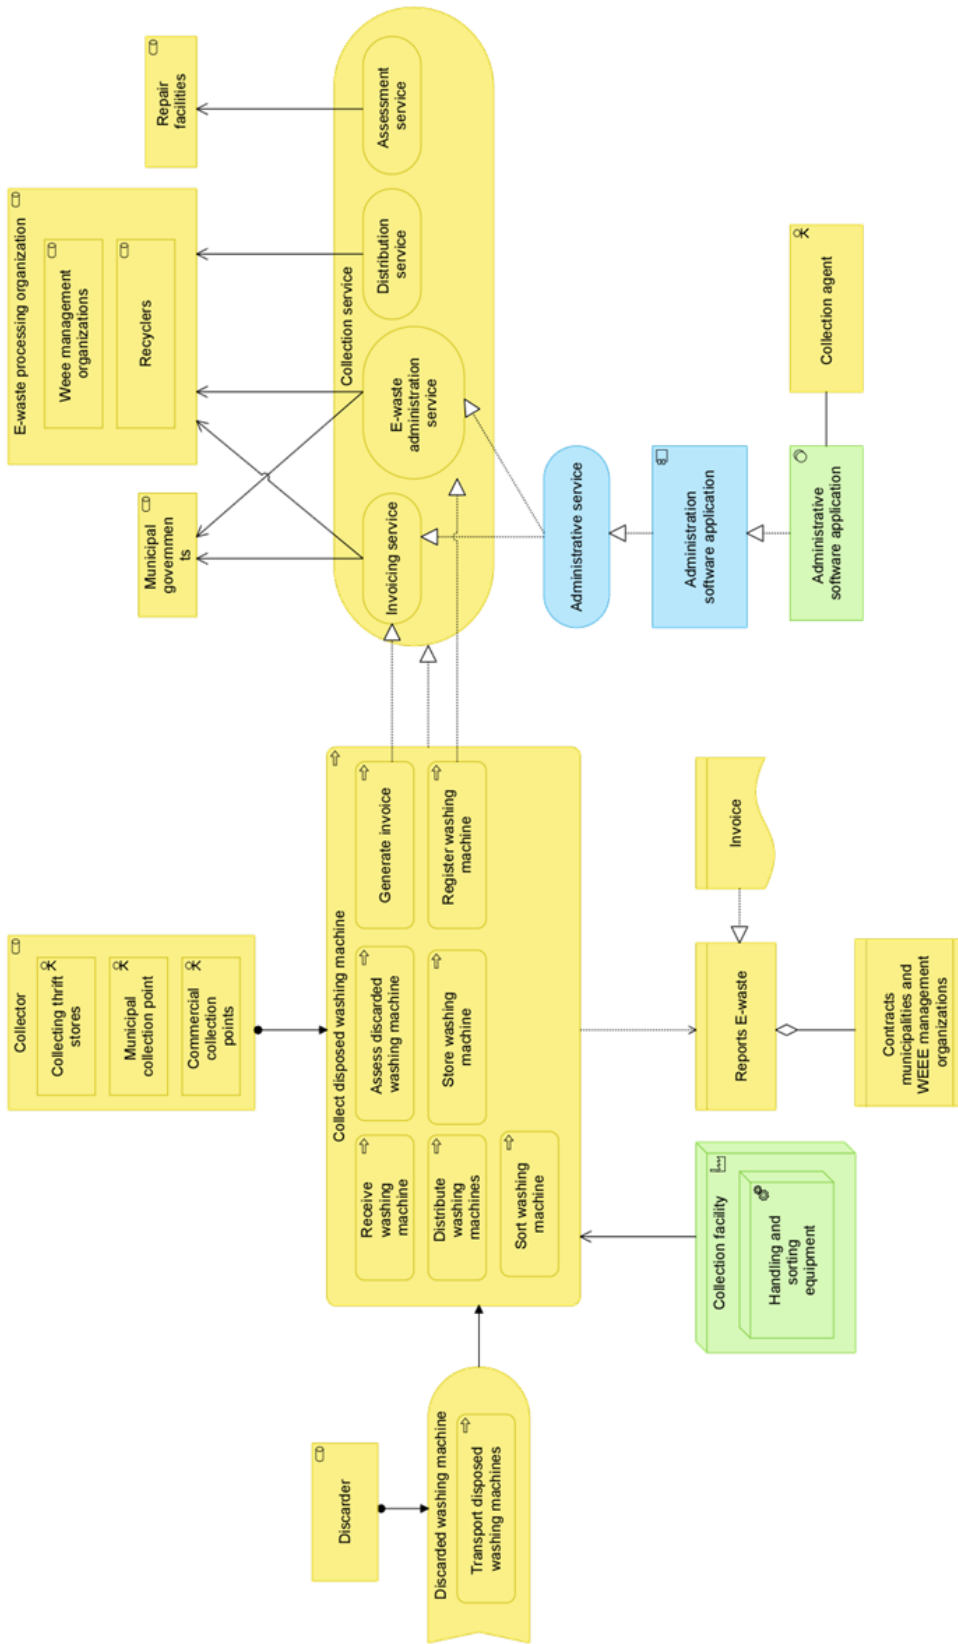 Discarder
Discarded washing machine
Transport disposed
washing machines
Collector
Collecting thrift
stores
Municipal
collection point
Commercial
collection
points
Collect disposed washing machine
Receive
washing
machine
Assess discarded
washing machine
Generate invoice
Distribute
washing
machines
Store washing
machine
Register washing
machine
Sort washing
machine
Collection facility
Handling and
sorting
equipment
Reports E-waste
Invoice
Contracts
municipalities and
WEEE management
organizations
Municipal
governmen
ts
E-waste processing organization
Weee management
organizations
Recyclers
Repair
facilities
Collection service
Invoicing service
E-waste
administration
service
Distribution
service
Assessment
service
Administrative service
Administration
software application
Administrative
software application
Collection agent